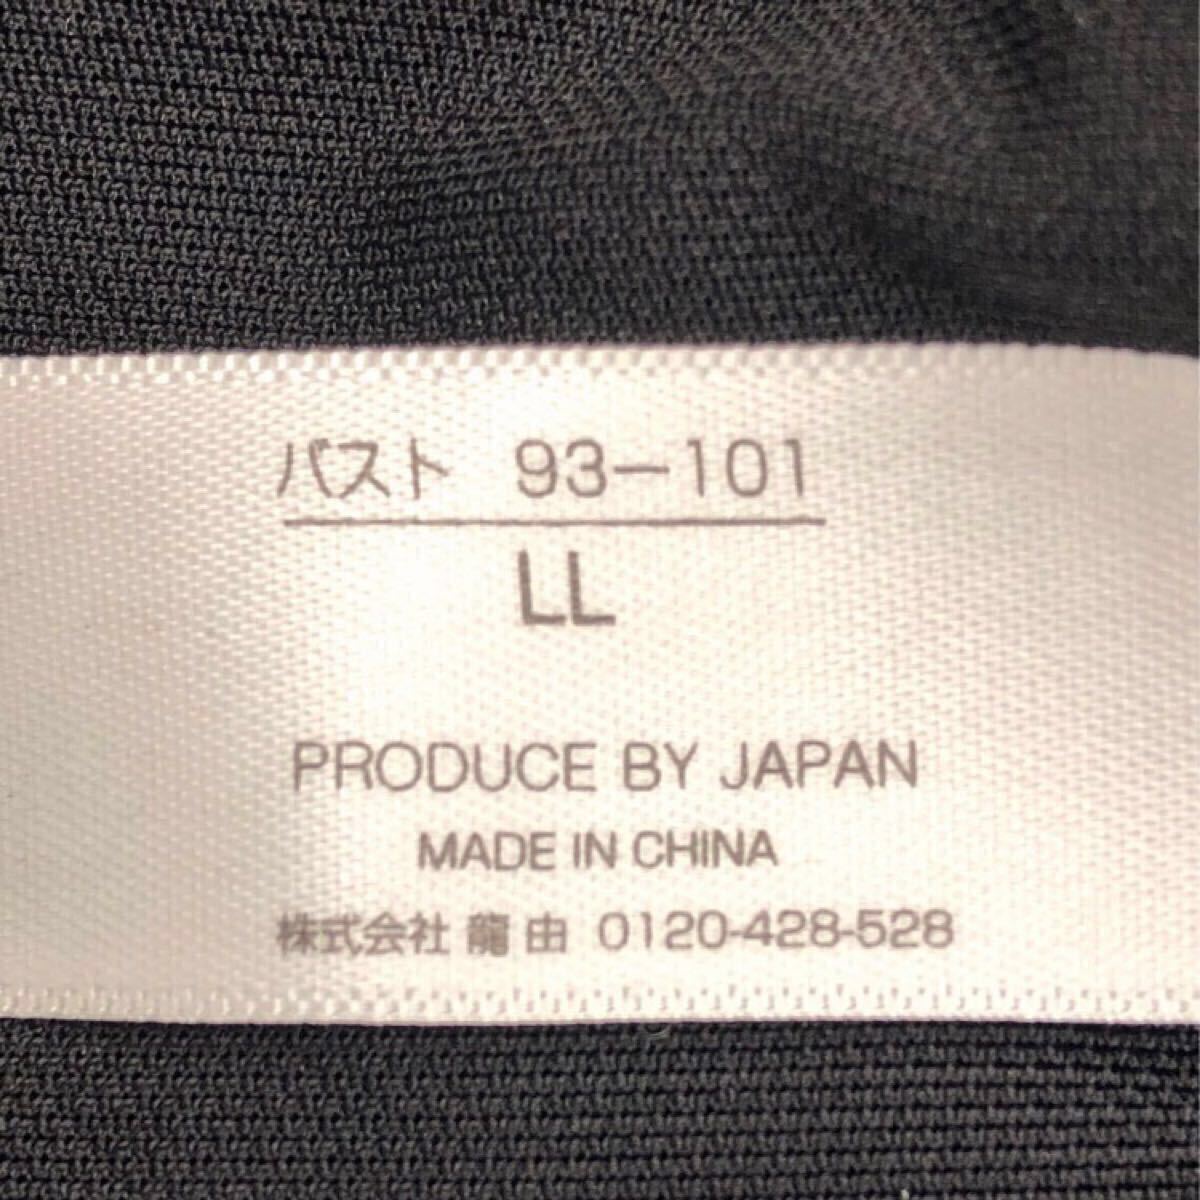 バスト 93-101
LL
PRODUCE BY JAPAN
MADE IN CHINA
株式会社 龍由 0120-428-528